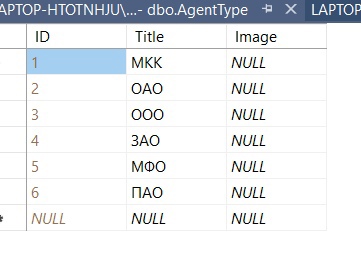 APTOP-HTOTNHJU\...- dbo.AgentType LAPTOP
ID Title Image
1 МКК NULL
2 ОАО NULL
3 ООО NULL
4 ЗАО NULL
5 МФО NULL
6 ПАО NULL
NULL NULL NULL